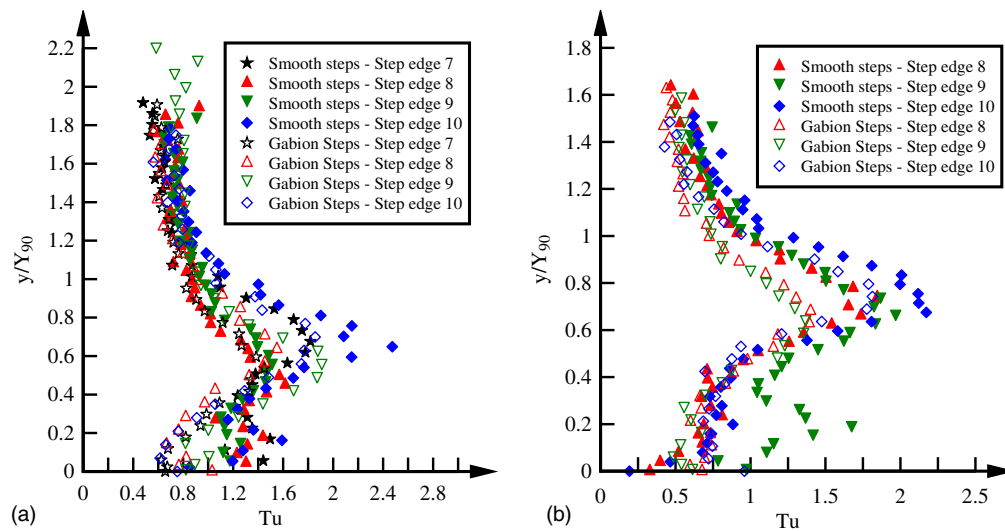 2.2
2
1.8
1.6
1.4
1.2
1
0.8
0.6
0.4
0.2
0
y/Y90
0 0.4 0.8 1.2 1.6 2 2.4 2.8
Tu
(a)
Smooth steps - Step edge 7
Smooth steps - Step edge 8
Smooth steps - Step edge 9
Smooth steps - Step edge 10
Gabion Steps - Step edge 7
Gabion Steps - Step edge 8
Gabion Steps - Step edge 9
Gabion Steps - Step edge 10
1.8
1.6
1.4
1.2
1
0.8
0.6
0.4
0.2
0
y/Y90
0 0.5 1 1.5 2 2.5
Tu
(b)
Smooth steps - Step edge 8
Smooth steps - Step edge 9
Smooth steps - Step edge 10
Gabion Steps - Step edge 8
Gabion Steps - Step edge 9
Gabion Steps - Step edge 10